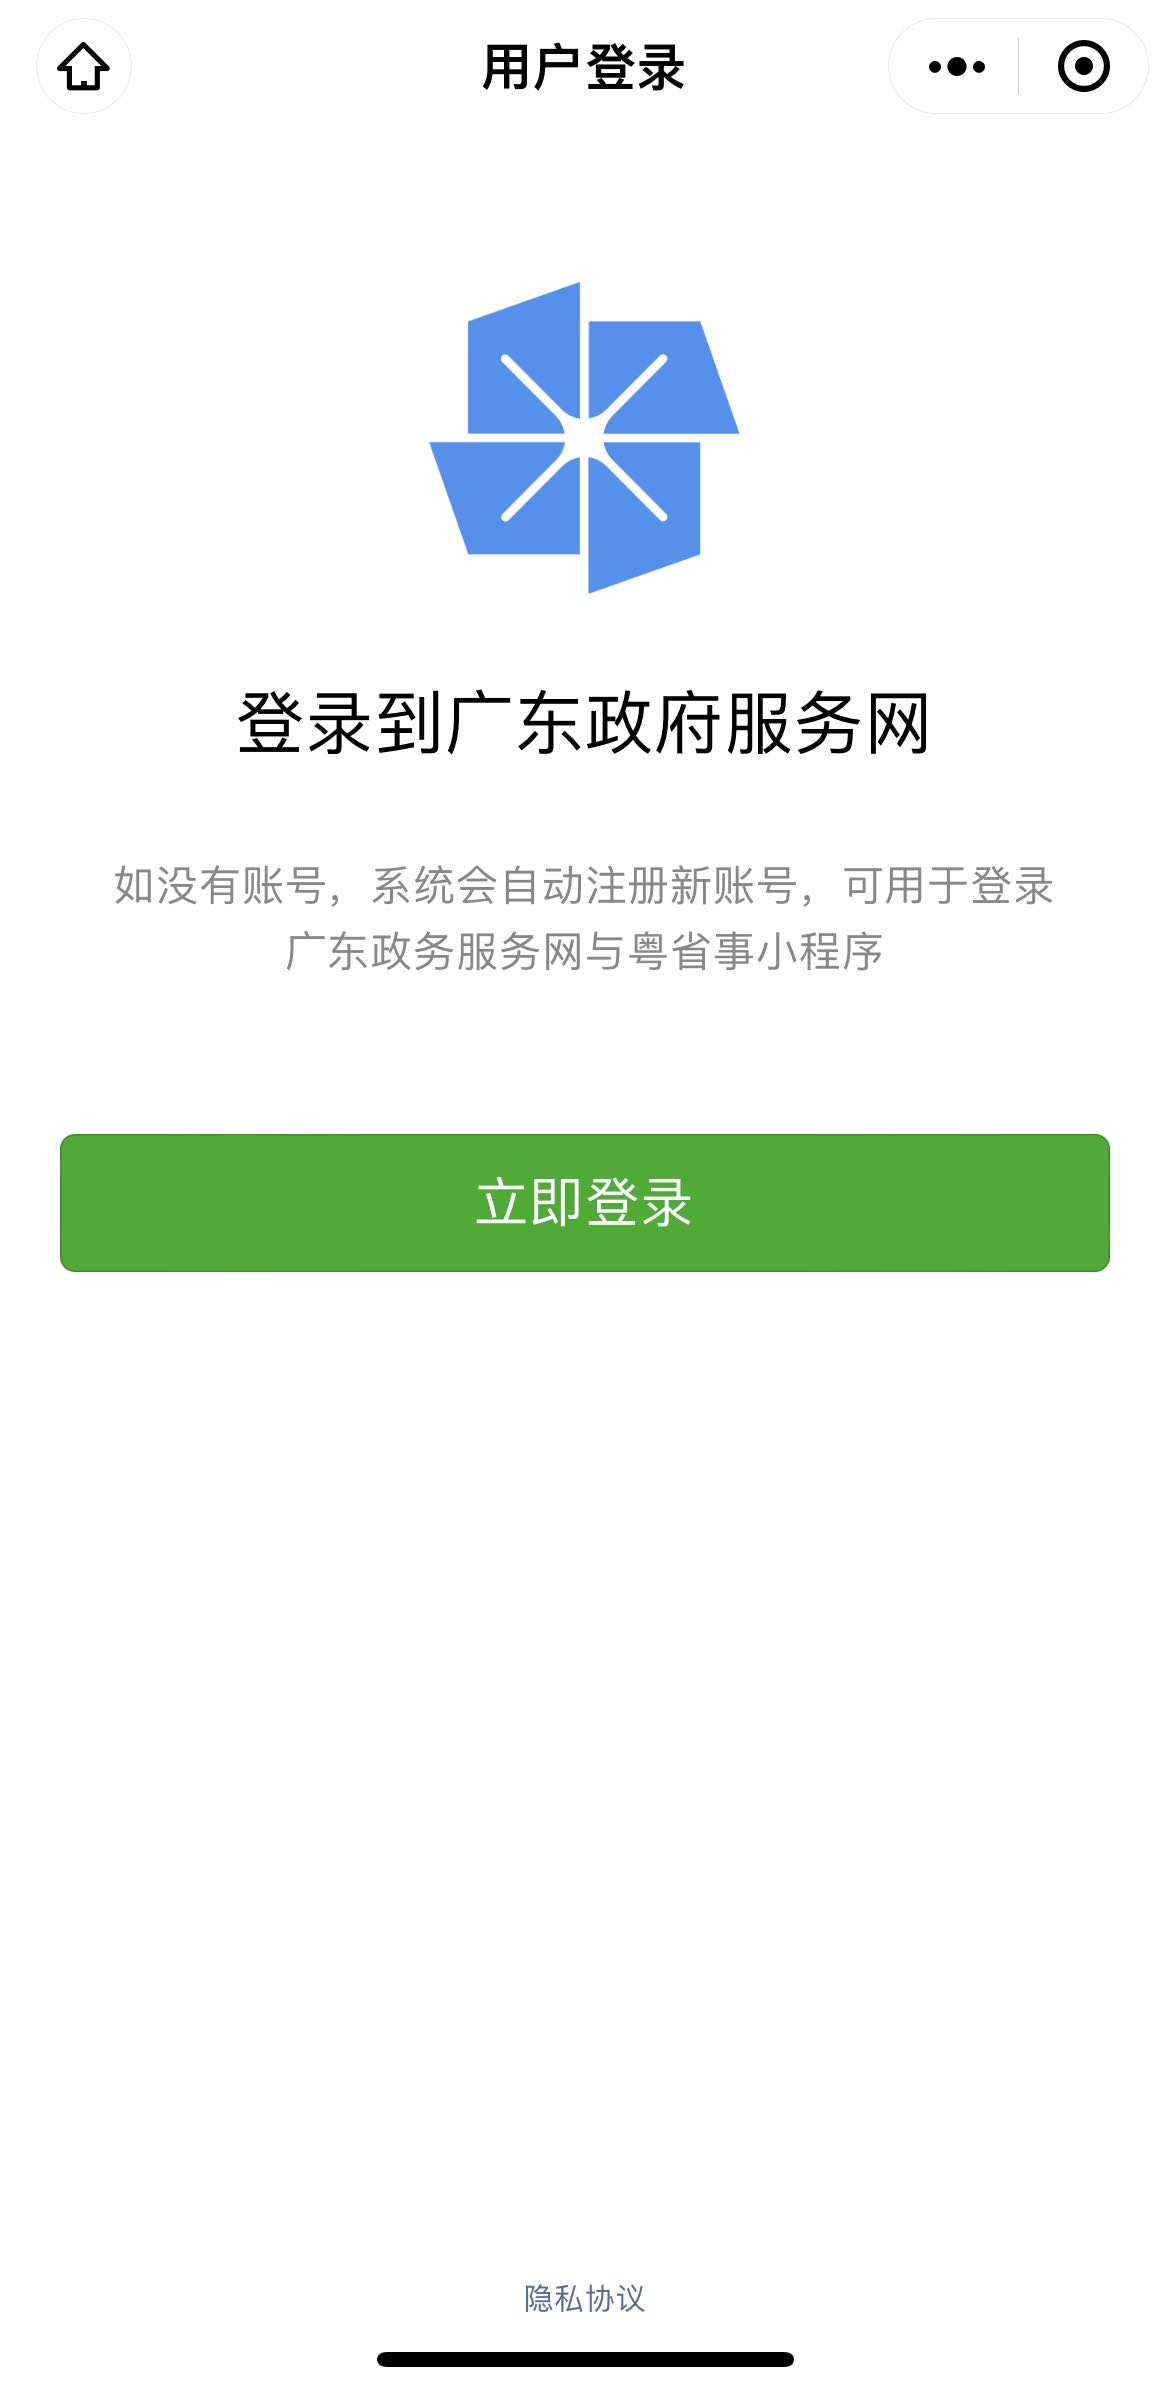 用户登录
登录到广东政府服务网
如没有账号，系统会自动注册新账号，可用于登录
广东政务服务网与粤省事小程序
立即登录
隐私协议